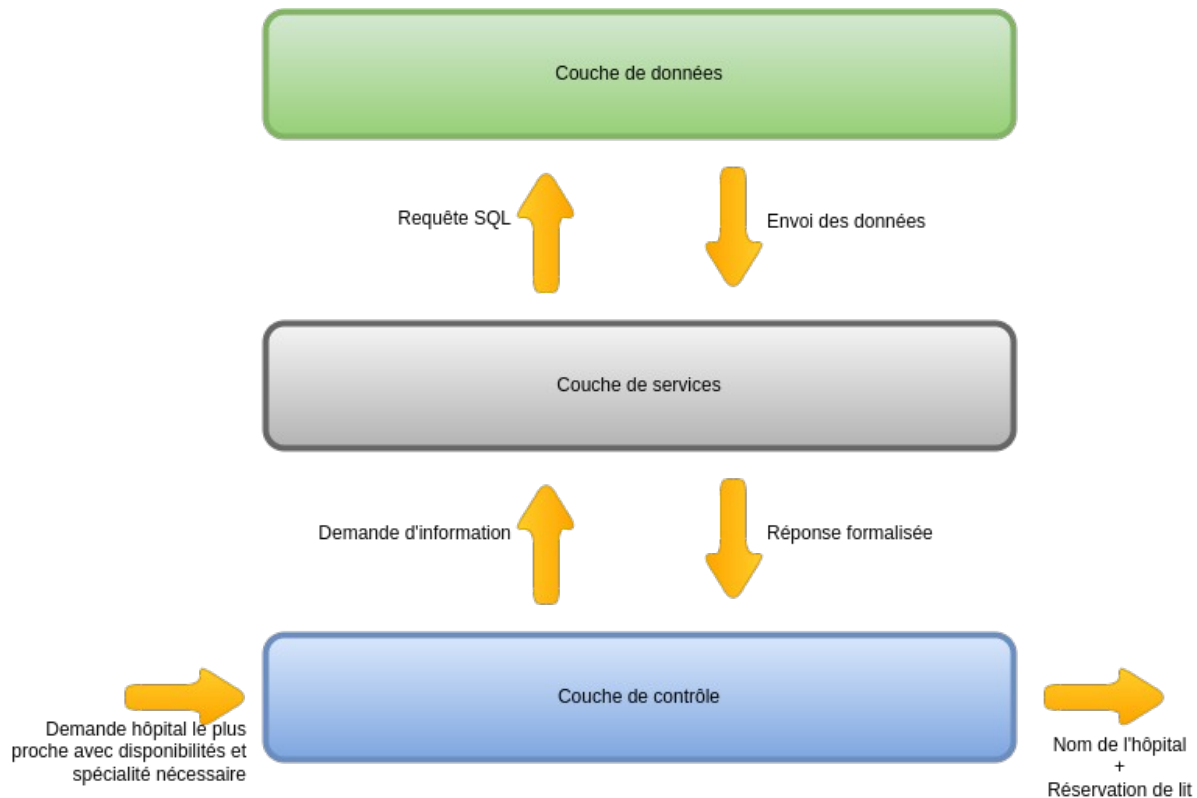 Couche de données
Requête SQL
Envoi des données
Couche de services
Demande d'information
Réponse formalisée
Couche de contrôle
Demande hôpital le plus
proche avec disponibilités et
spécialité nécessaire
Nom de l'hôpital
+
Réservation de lit